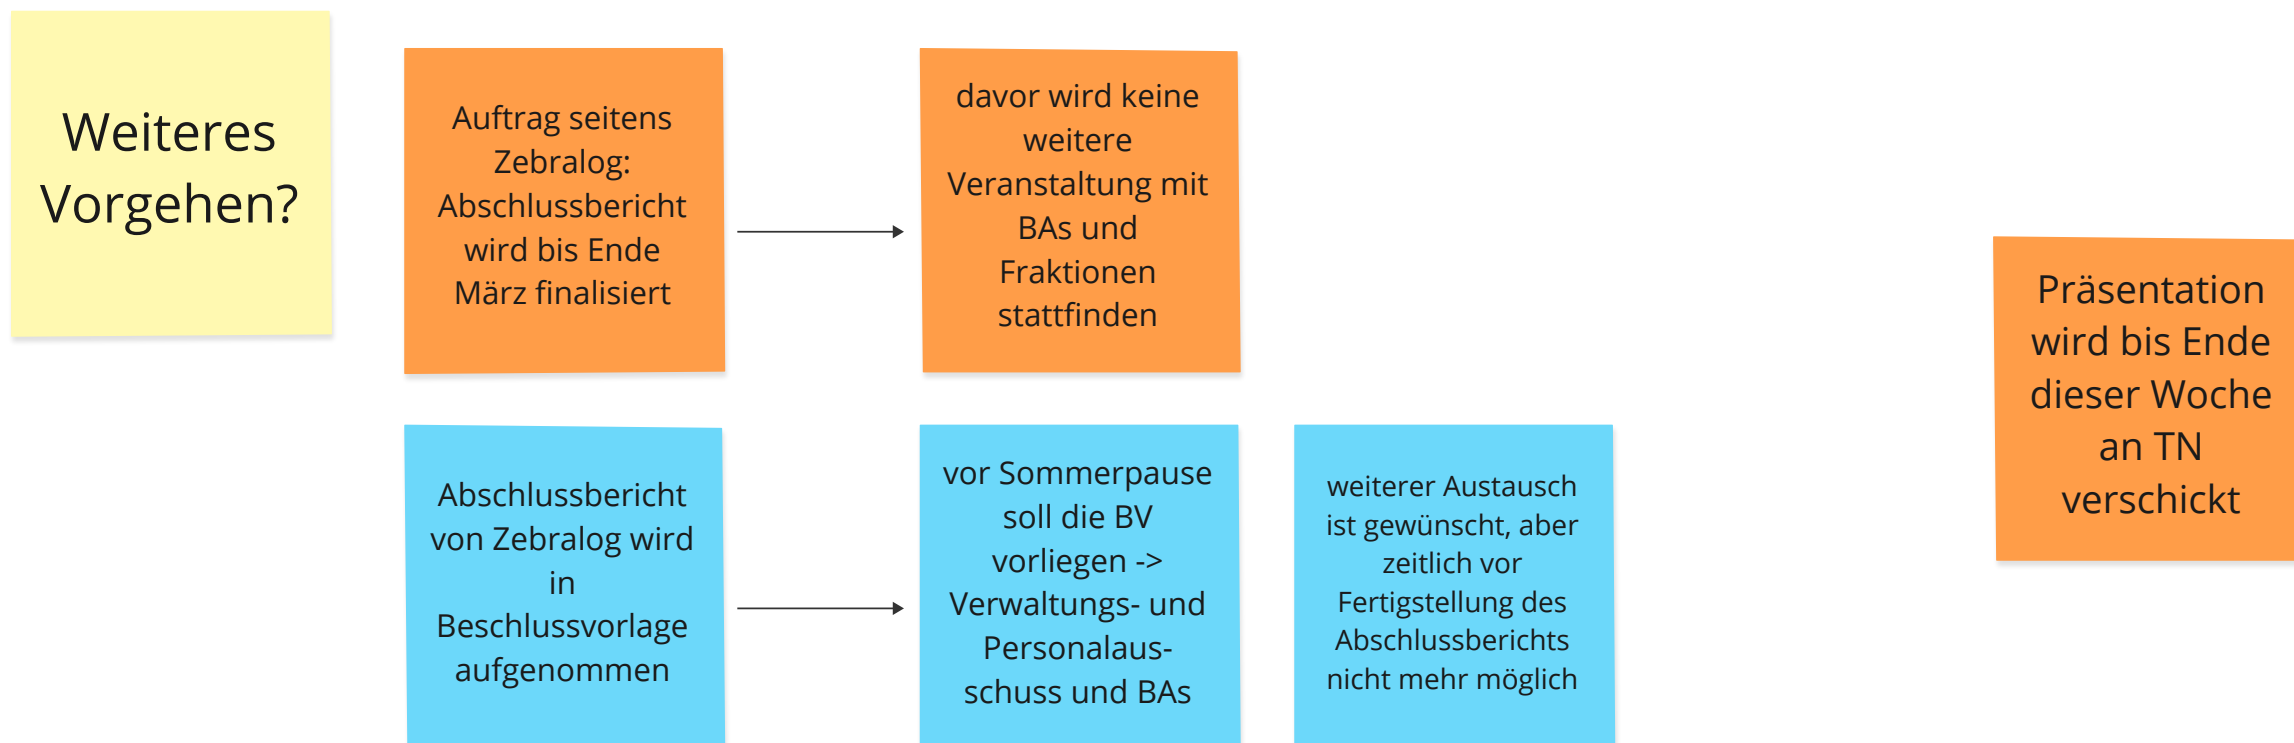 Weiteres
Vorgehen?
Auftrag seitens
Zebralog:
Abschlussbericht
wird bis Ende
März finalisiert
davor wird keine
weitere
Veranstaltung mit
BAs und
Fraktionen
stattfinden
Präsentation
wird bis Ende
dieser Woche
an TN
verschickt
Abschlussbericht
von Zebralog wird
in
Beschlussvorlage
aufgenommen
vor Sommerpause
soll die BV
vorliegen ->
Verwaltungs- und
Personalaus-
schuss und BAs
weiterer Austausch
ist gewünscht, aber
zeitlich vor
Fertigstellung des
Abschlussberichts
nicht mehr möglich